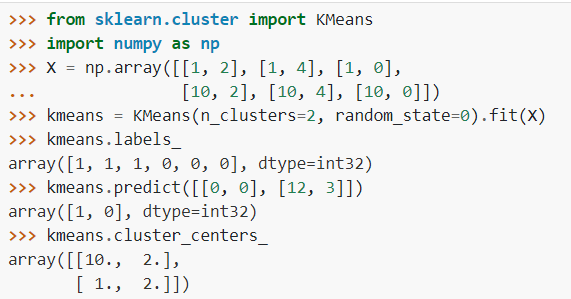 >>> from sklearn.cluster import KMeans
>>> import numpy as np
>>> X = np.array([[1, 2], [1, 4], [1, 0],
...               [10, 2], [10, 4], [10, 0]])
>>> kmeans = KMeans(n_clusters=2, random_state=0).fit(X)
>>> kmeans.labels_
array([1, 1, 1, 0, 0, 0], dtype=int32)
>>> kmeans.predict([[0, 0], [12, 3]])
array([1, 0], dtype=int32)
>>> kmeans.cluster_centers_
array([[10.,  2.],
       [ 1.,  2.]])